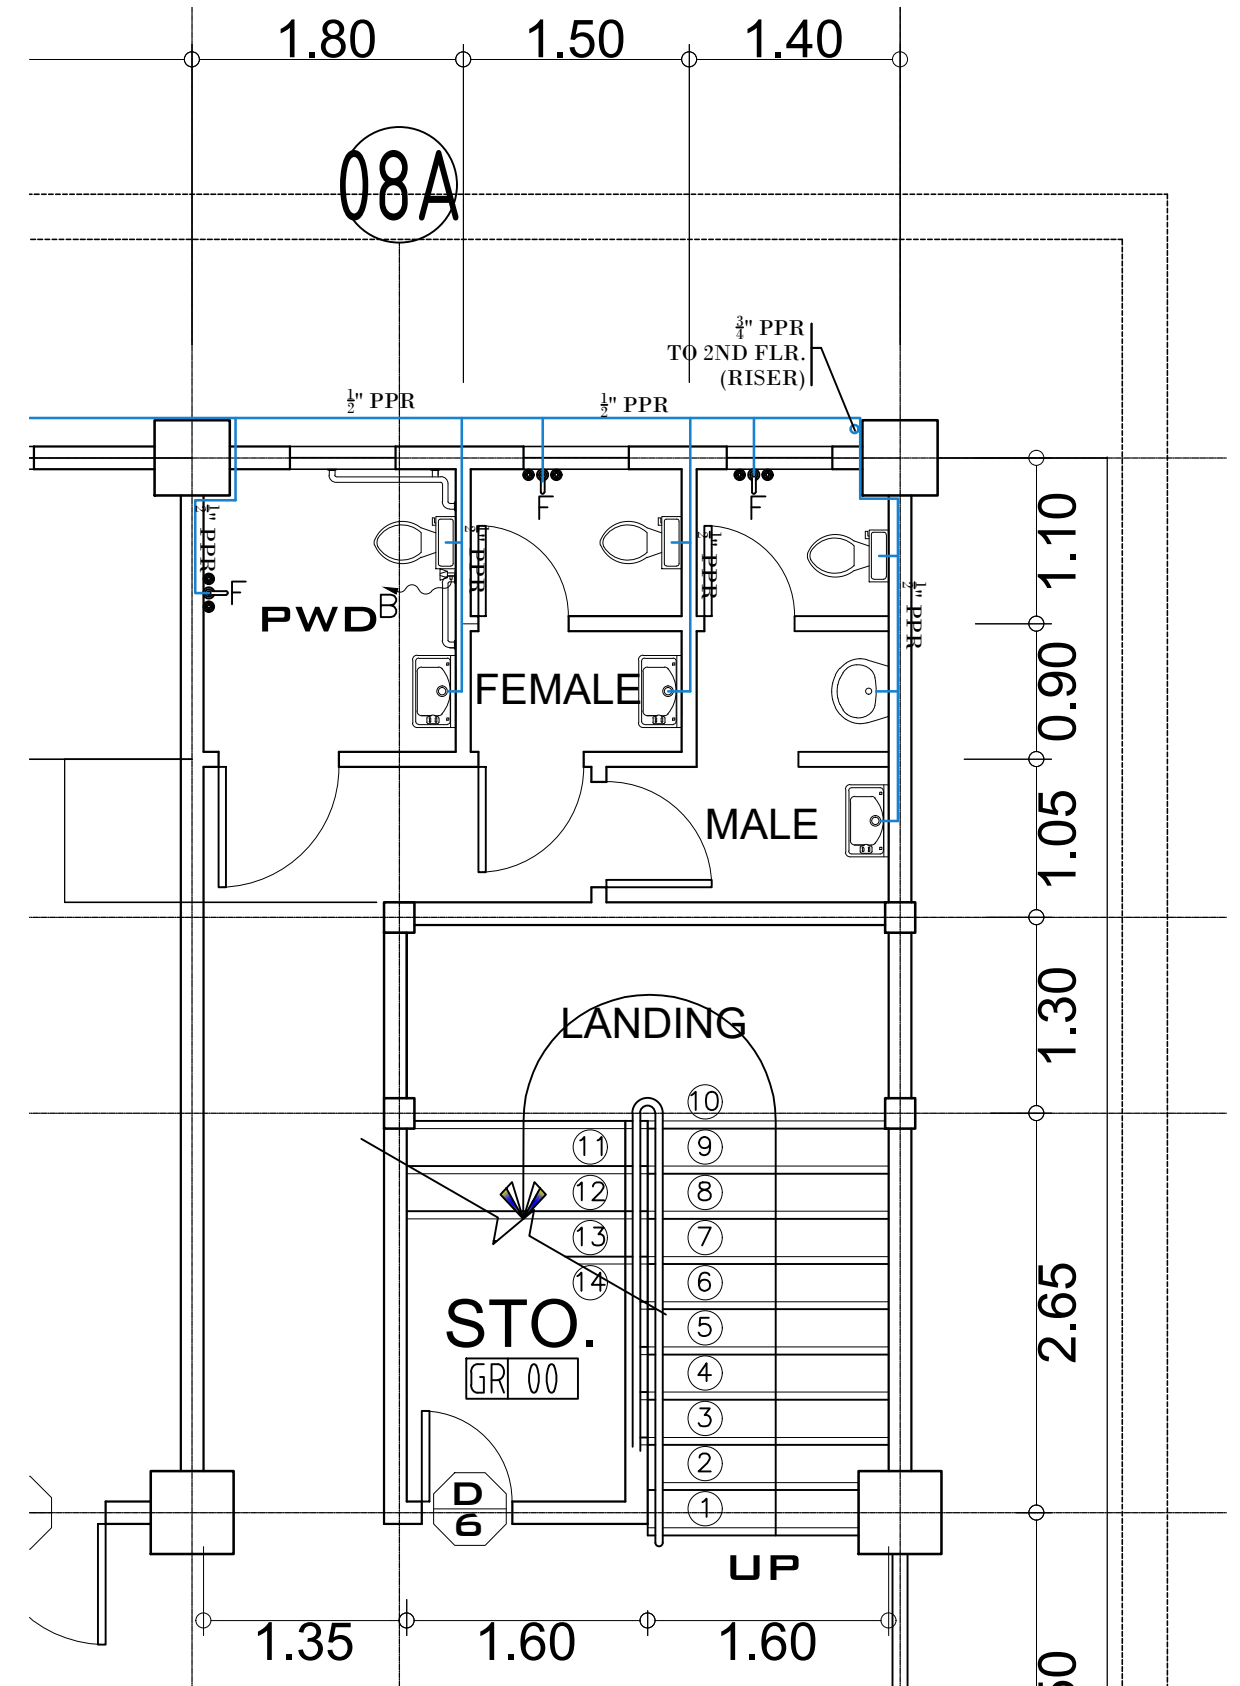 1.80
1.50
1.40
08A
¾" PPR
TO 2ND FLR.
(RISER)
½" PPR
½" PPR
½" PPR
½" PPR
½" PPR
½" PPR
F
F
F
B
PWD
FEMALE
MALE
1.10
0.90
1.05
1.30
2.65
LANDING
10
11
9
12
8
13
7
14
6
STO.
5
GR 00
4
3
2
D
6
1
UP
1.35
1.60
1.60